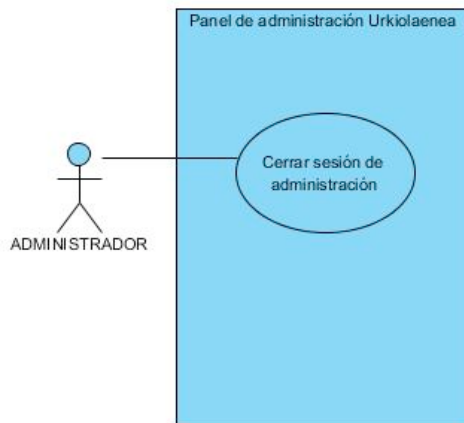 Panel de administración Urkiolaenea
Cerrar sesión de
administración
ADMINISTRADOR